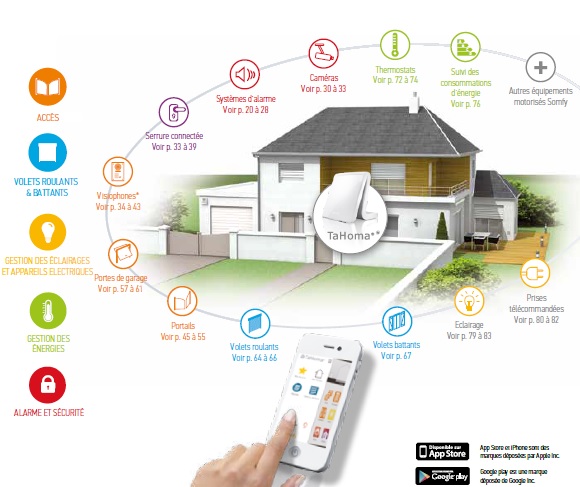 ACCÈS
VOLETS ROULANTS
& BATTANTS
GESTION DES ÉCLAIRAGES
ET APPAREILS ELECTRIQUES
GESTION DES
ÉNERGIES
ALARME ET SÉCURITÉ
Caméras
Voir p. 30 à 33
Thermostats
Voir p. 72 à 74
Suivi des
consommations
d'énergie
Voir p. 76
Autres équipements
motorisés Somfy
Systèmes d'alarme
Voir p. 20 à 28
Serrure connectée
Voir p. 33 à 39
Visiophones*
Voir p. 34 à 43
TaHoma**
Portes de garage
Voir p. 57 à 61
Portails
Voir p. 45 à 55
Volets roulants
Voir p. 64 à 66
Volets battants
Voir p. 67
Eclairage
Voir p. 79 à 83
Prises
télécommandées
Voir p. 80 à 82
Disponible sur
App Store
App Store et iPhone sont des
marques déposées par Apple Inc.
Google play
Google play est une marque
déposée de Google Inc.